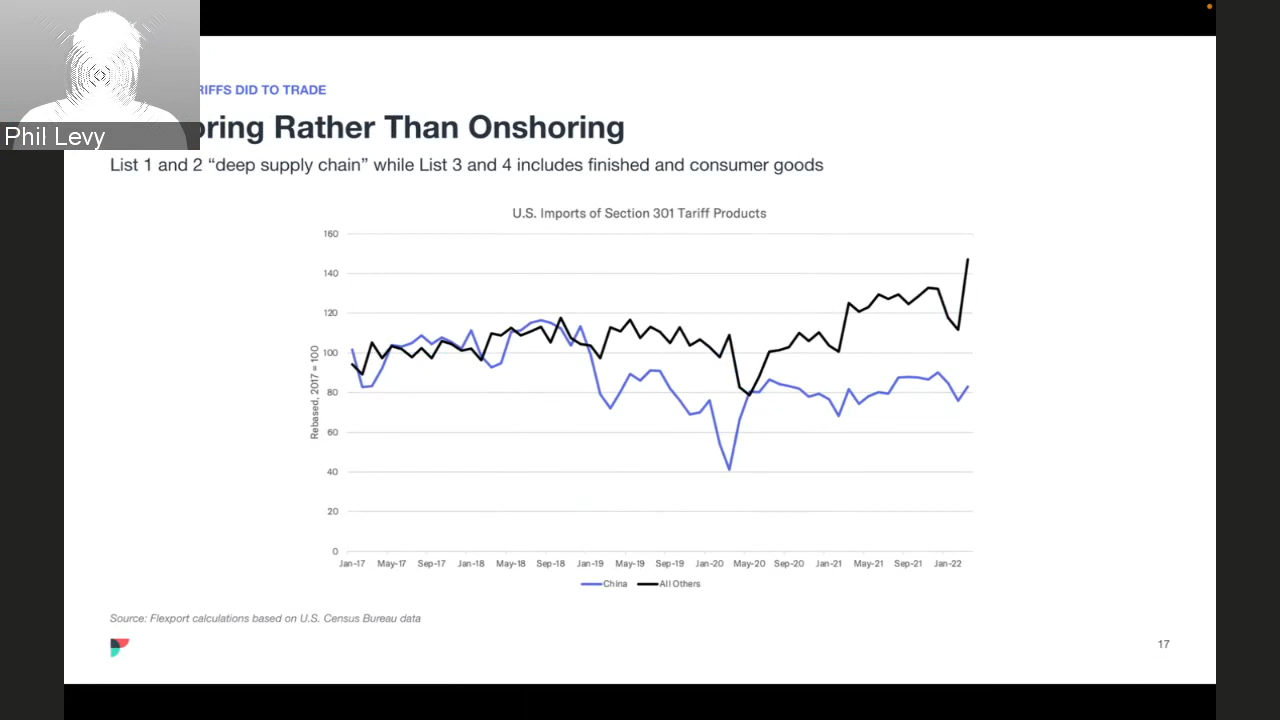 Phil Levy
RIFFS DID TO TRADE
oring Rather Than Onshoring
List 1 and 2 “deep supply chain” while List 3 and 4 includes finished and consumer goods
U.S. Imports of Section 301 Tariff Products
Rebased, 2017 = 100
160
140
120
100
80
60
40
20
0
Jan-17 May-17 Sep-17 Jan-18 May-18 Sep-18 Jan-19 May-19 Sep-19 Jan-20 May-20 Sep-20 Jan-21 May-21 Sep-21 Jan-22
China All Others
Source: Flexport calculations based on U.S. Census Bureau data
17